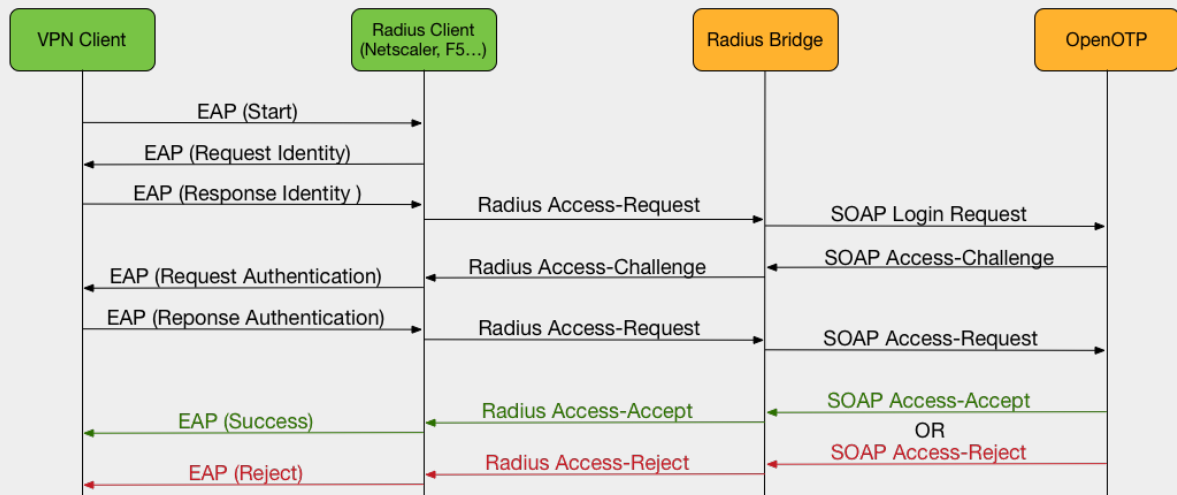 VPN Client
Radius Client
(Netscaler, F5...)
Radius Bridge
OpenOTP
EAP (Start)
EAP (Request Identity)
EAP (Response Identity )
Radius Access-Request
SOAP Login Request
SOAP Access-Challenge
Radius Access-Challenge
EAP (Request Authentication)
EAP (Reponse Authentication)
Radius Access-Request
SOAP Access-Request
SOAP Access-Accept
Radius Access-Accept
EAP (Success)
OR
SOAP Access-Reject
Radius Access-Reject
EAP (Reject)